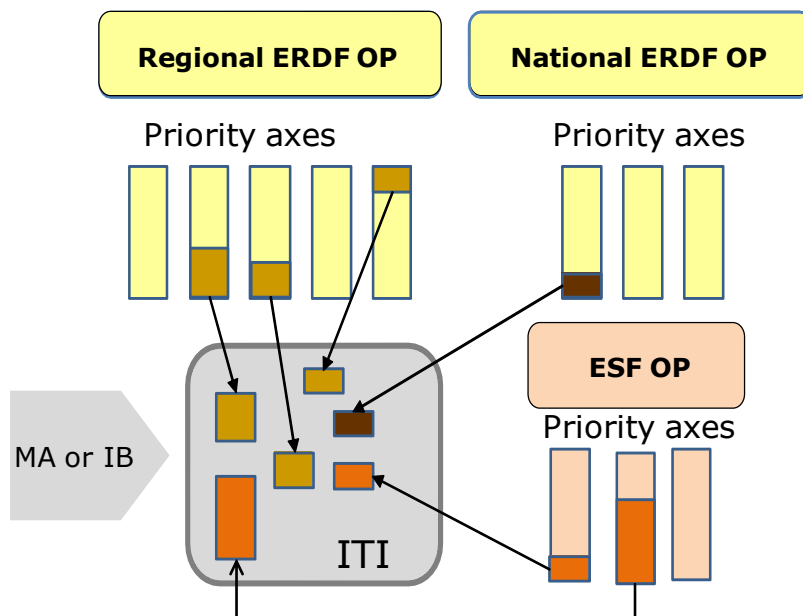 Regional ERDF OP
National ERDF OP
Priority axes
Priority axes
ESF OP
Priority axes
MA or IB
ITI